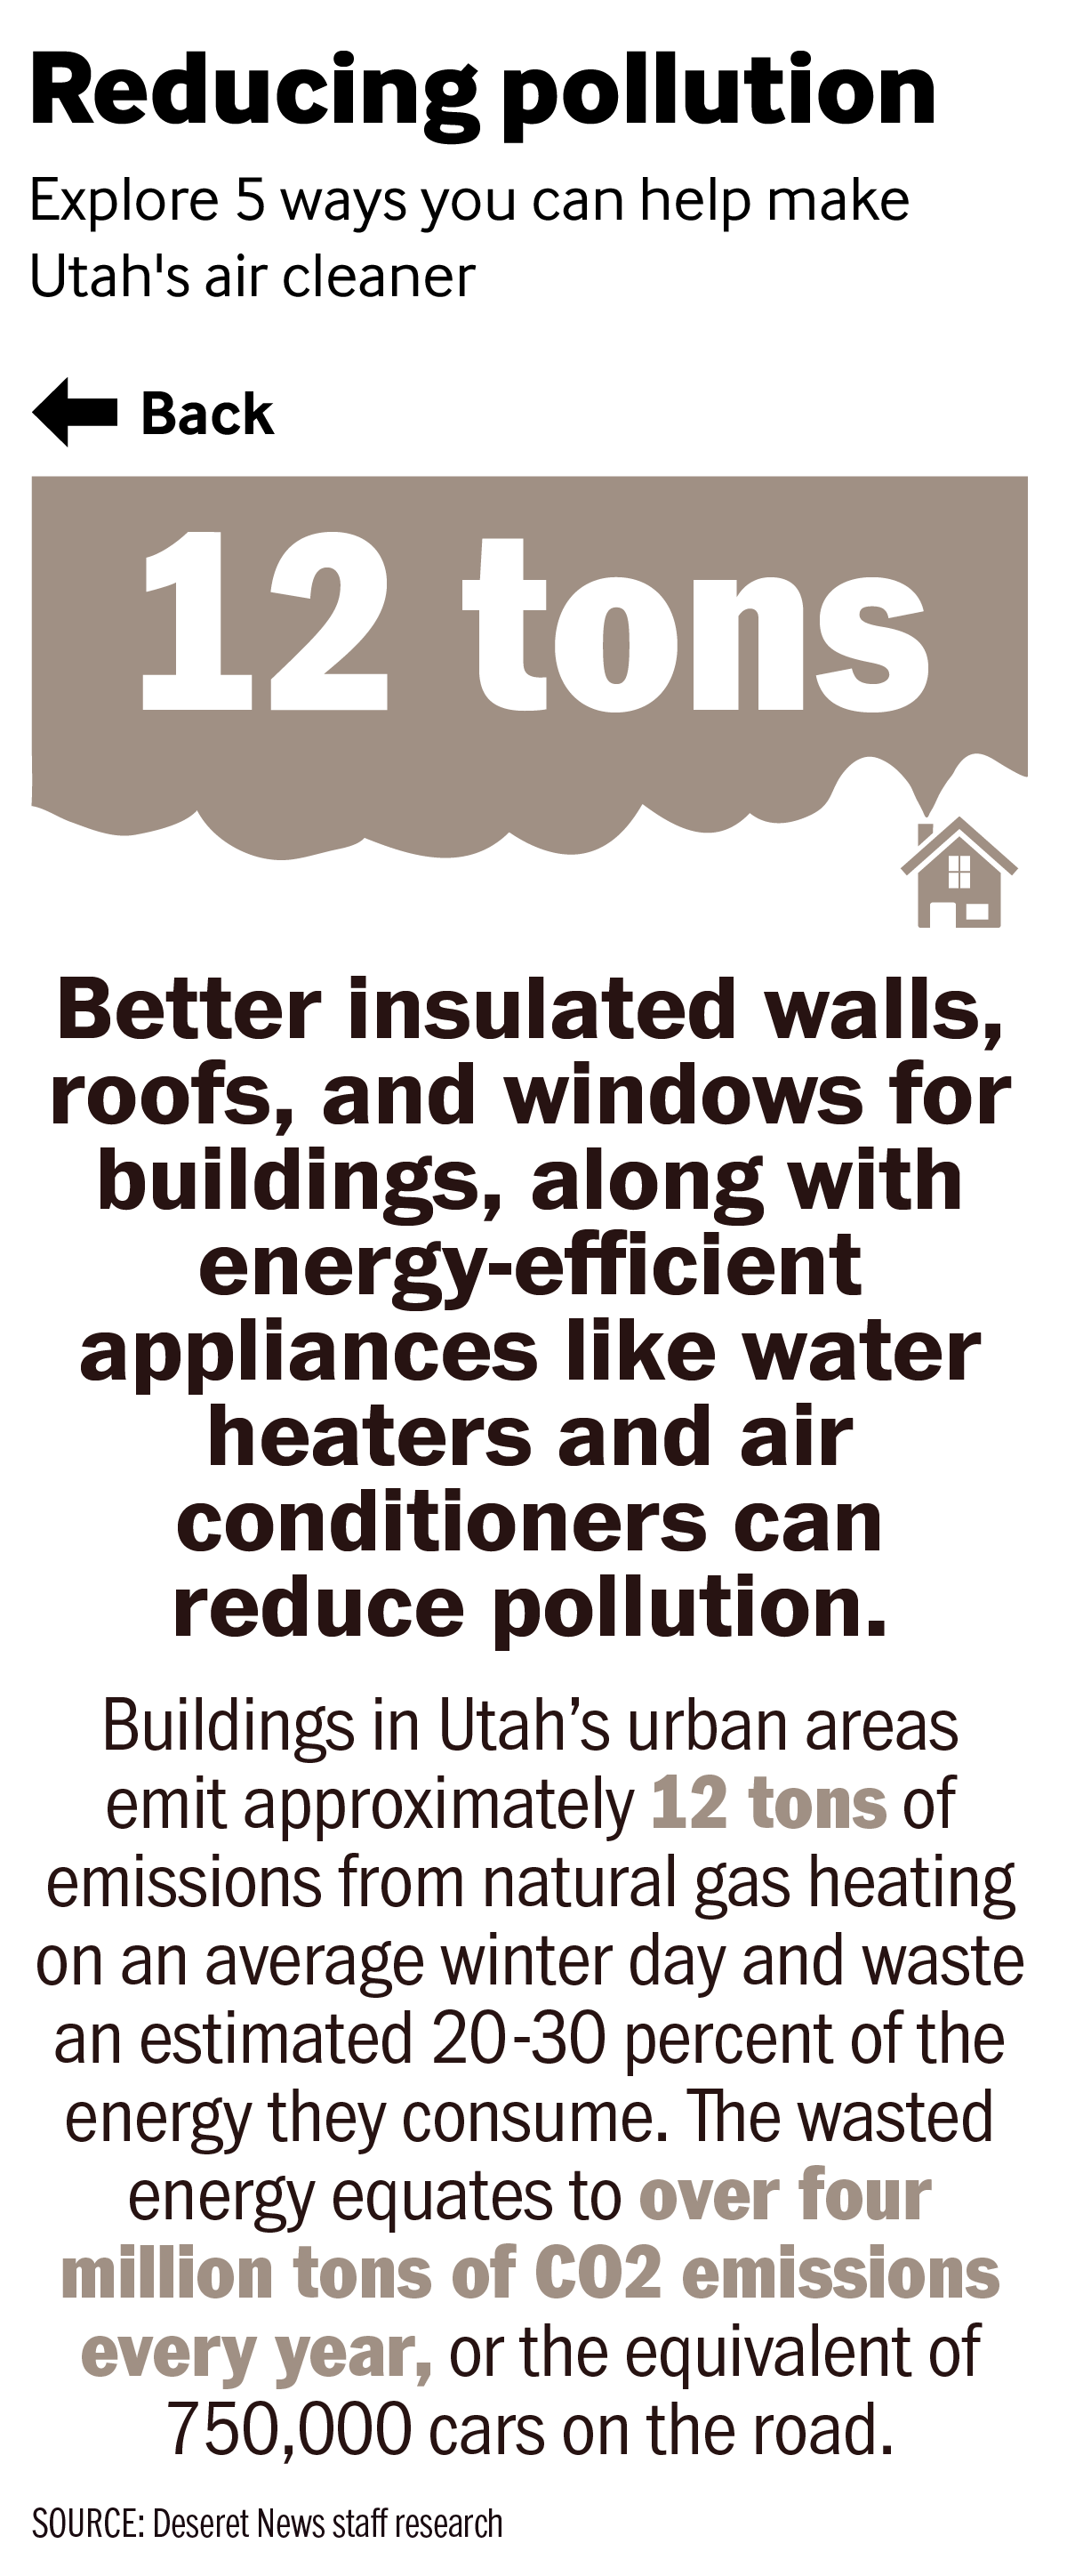 Reducing pollution
Explore 5 ways you can help make
Utah's air cleaner
Back
12 tons
Better insulated walls,
roofs, and windows for
buildings, along with
energy-efficient
appliances like water
heaters and air
conditioners can
reduce pollution.
Buildings in Utah’s urban areas
emit approximately 12 tons of
emissions from natural gas heating
on an average winter day and waste
an estimated 20-30 percent of the
energy they consume. The wasted
energy equates to over four
million tons of CO2 emissions
every year, or the equivalent of
750,000 cars on the road.
SOURCE: Deseret News staff research